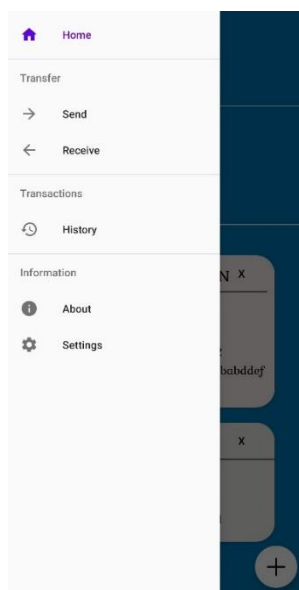 Home
Transfer
Send
Receive
Transactions
History
Information
About
Settings
N X
babddef
X